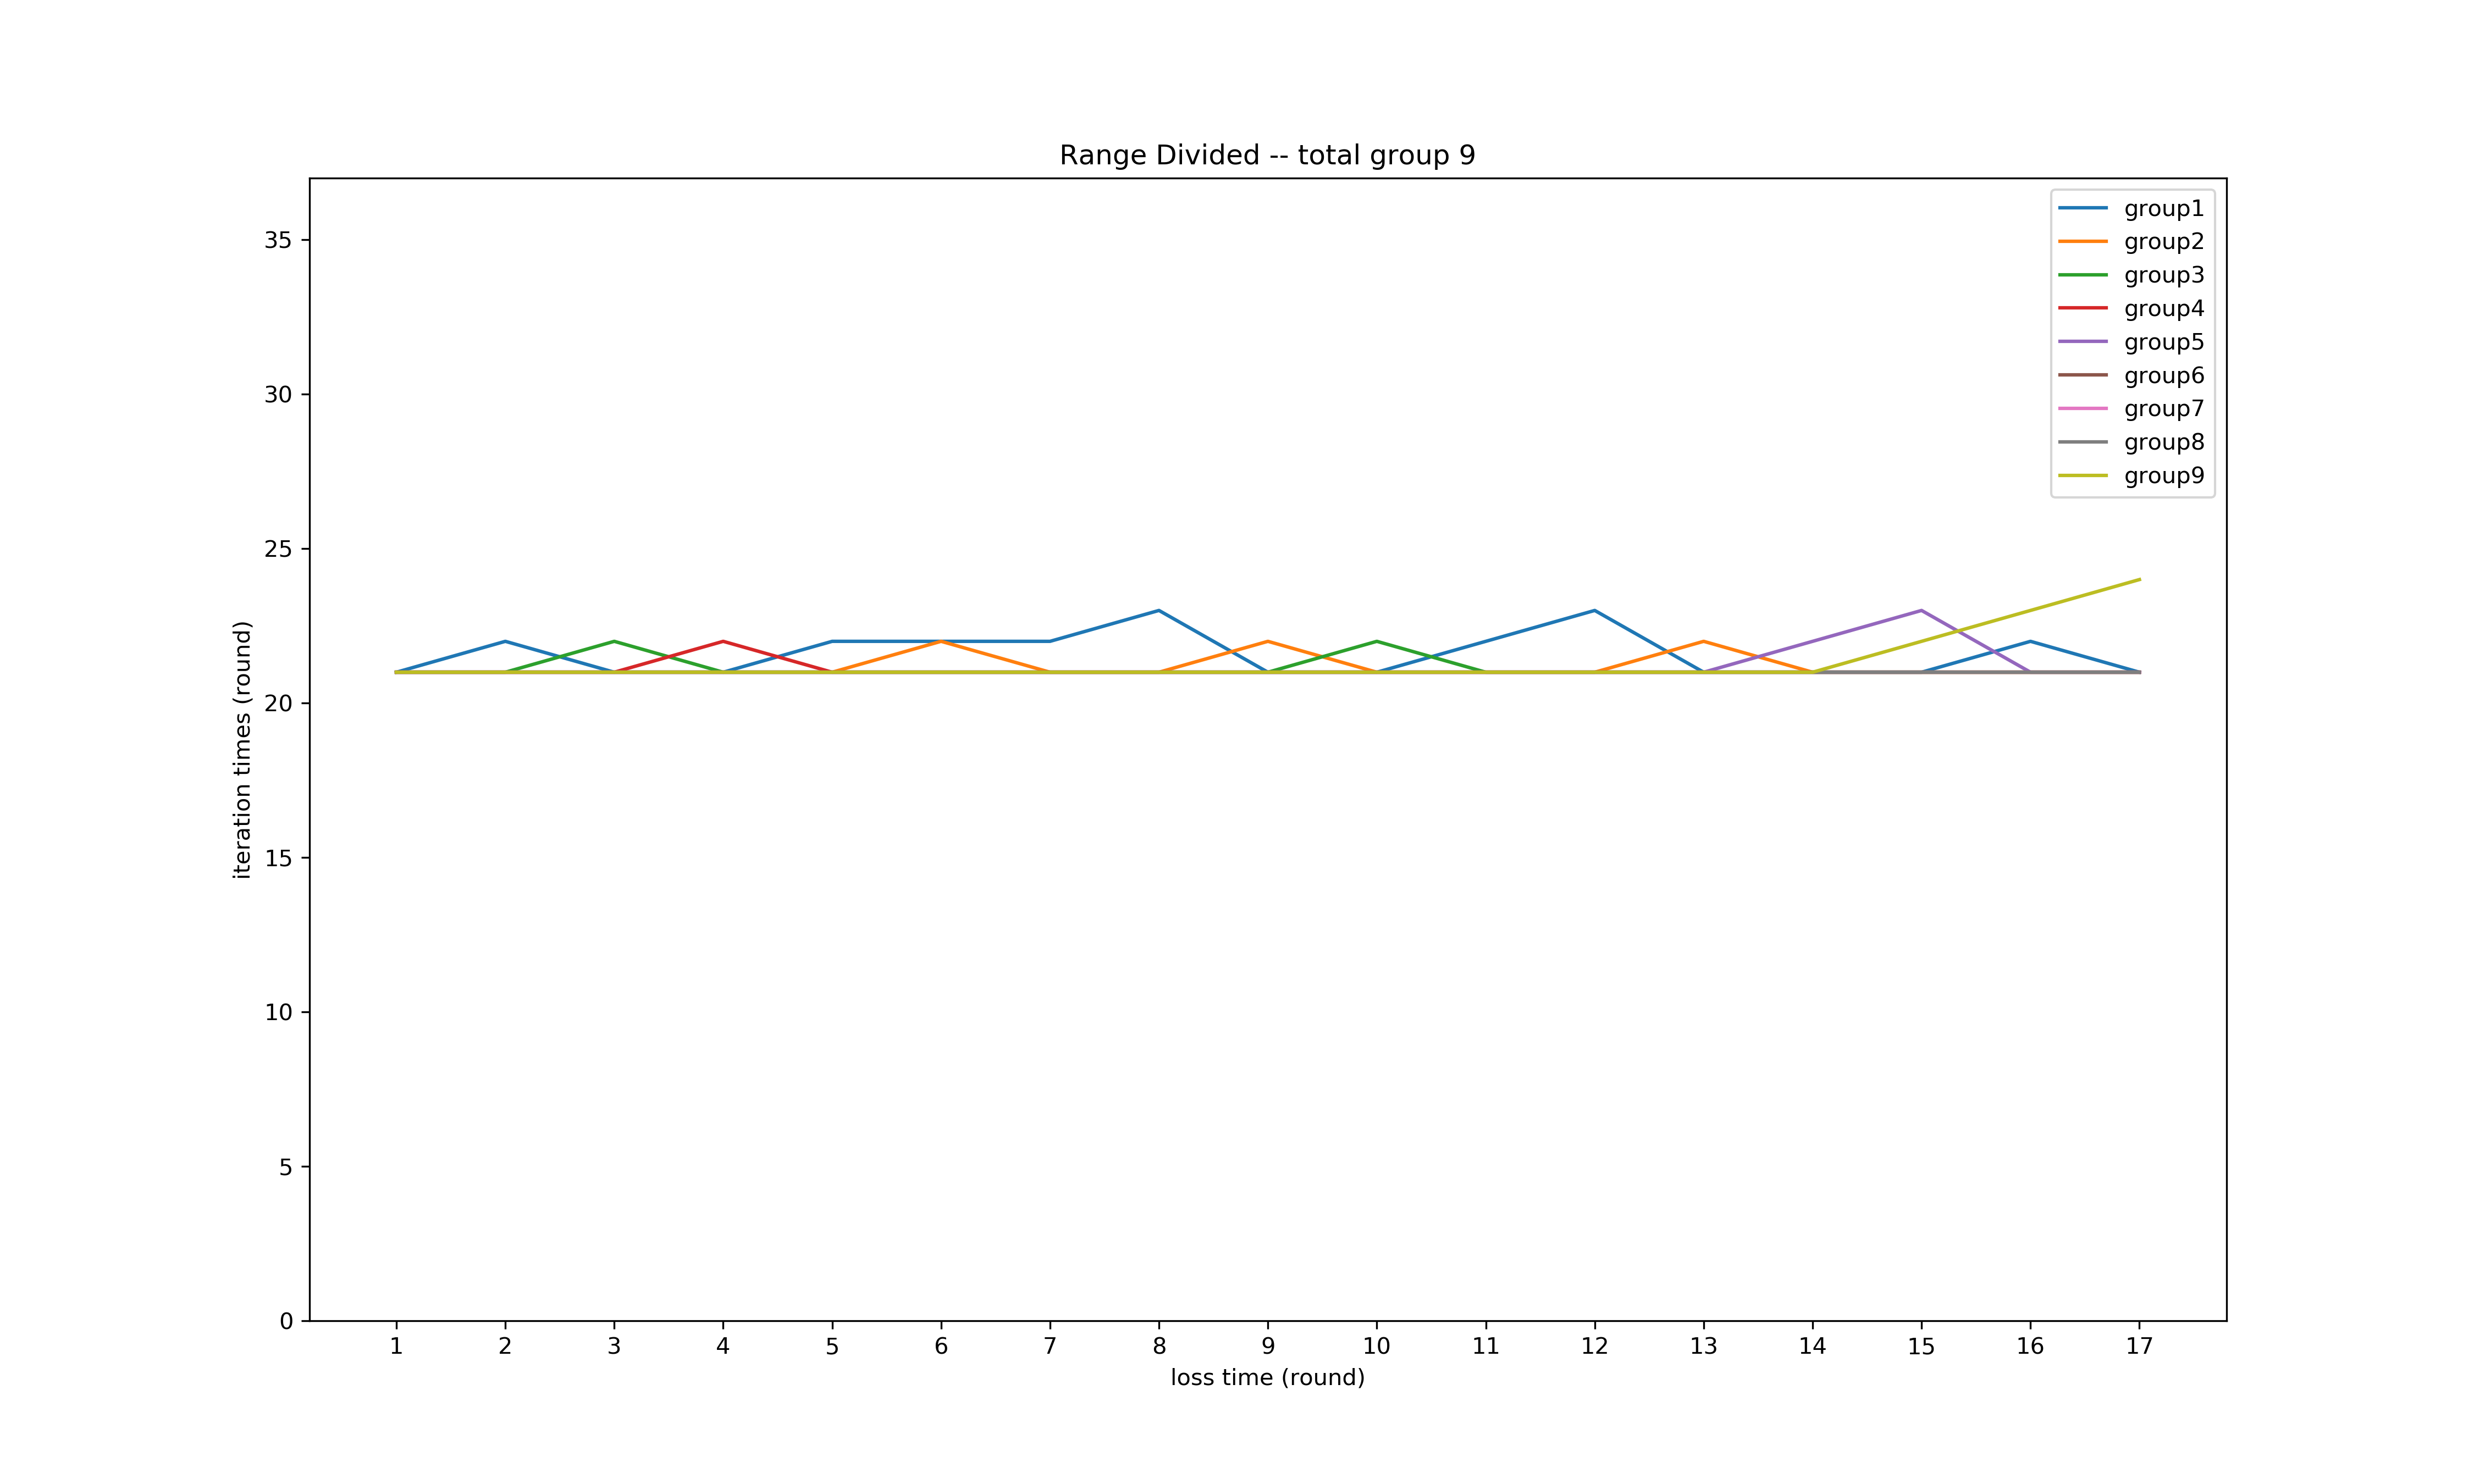 Range Divided -- total group 9
group1
group2
group3
group4
group5
group6
group7
group8
group9
35
30
25
20
15
10
5
0
iteration times (round)
1 2 3 4 5 6 7 8 9 10 11 12 13 14 15 16 17
loss time (round)